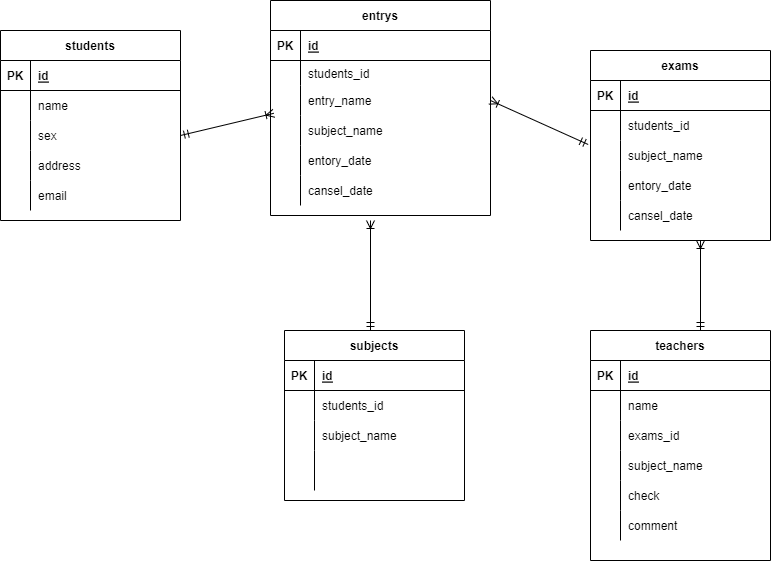 students
PK id
name
sex
address
email
entrys
PK id
students_id
entry_name
subject_name
entory_date
cansel_date
exams
PK id
students_id
subject_name
entory_date
cansel_date
subjects
PK id
students_id
subject_name
teachers
PK id
name
exams_id
subject_name
check
comment